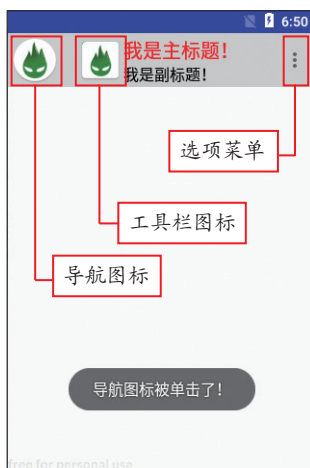 6:50
我是主标题!
我是副标题!
选项菜单
工具栏图标
导航图标
导航图标被单击了!
free for personal use